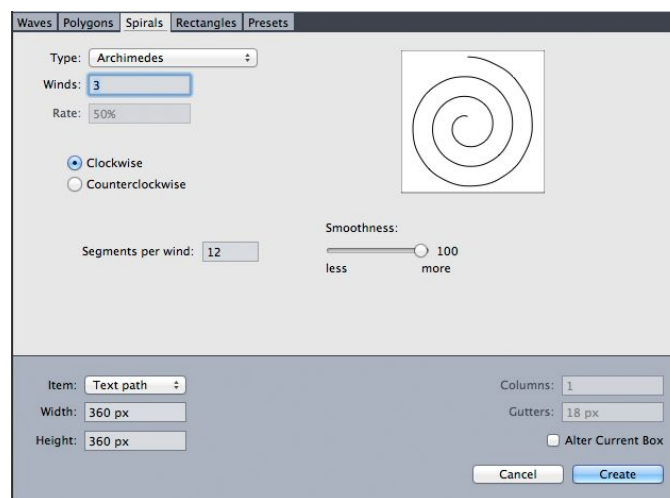 Waves Polygons Spirals Rectangles Presets
Type: Archimedes
Winds: 3
Rate: 50%
Clockwise
Counterclockwise
Smoothness:
Segments per wind: 12
100
less more
Item: Text path
Width: 360 px
Height: 360 px
Columns: 1
Gutters: 18 px
Alter Current Box
Cancel Create